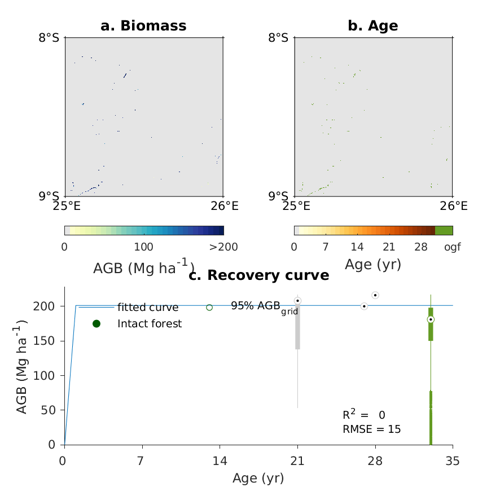 a. Biomass
b. Age
8°S
8°S
9°S
9°S
25°E
26°E
25°E
26°E
0
100
>200
0
7
14
21
28
ogf
AGB (Mg ha⁻¹)
Age (yr)
c. Recovery curve
fitted curve
95% AGB_grid
Intact forest
200
150
100
50
0
AGB (Mg ha⁻¹)
R² = 0
RMSE = 15
0
7
14
21
28
35
Age (yr)